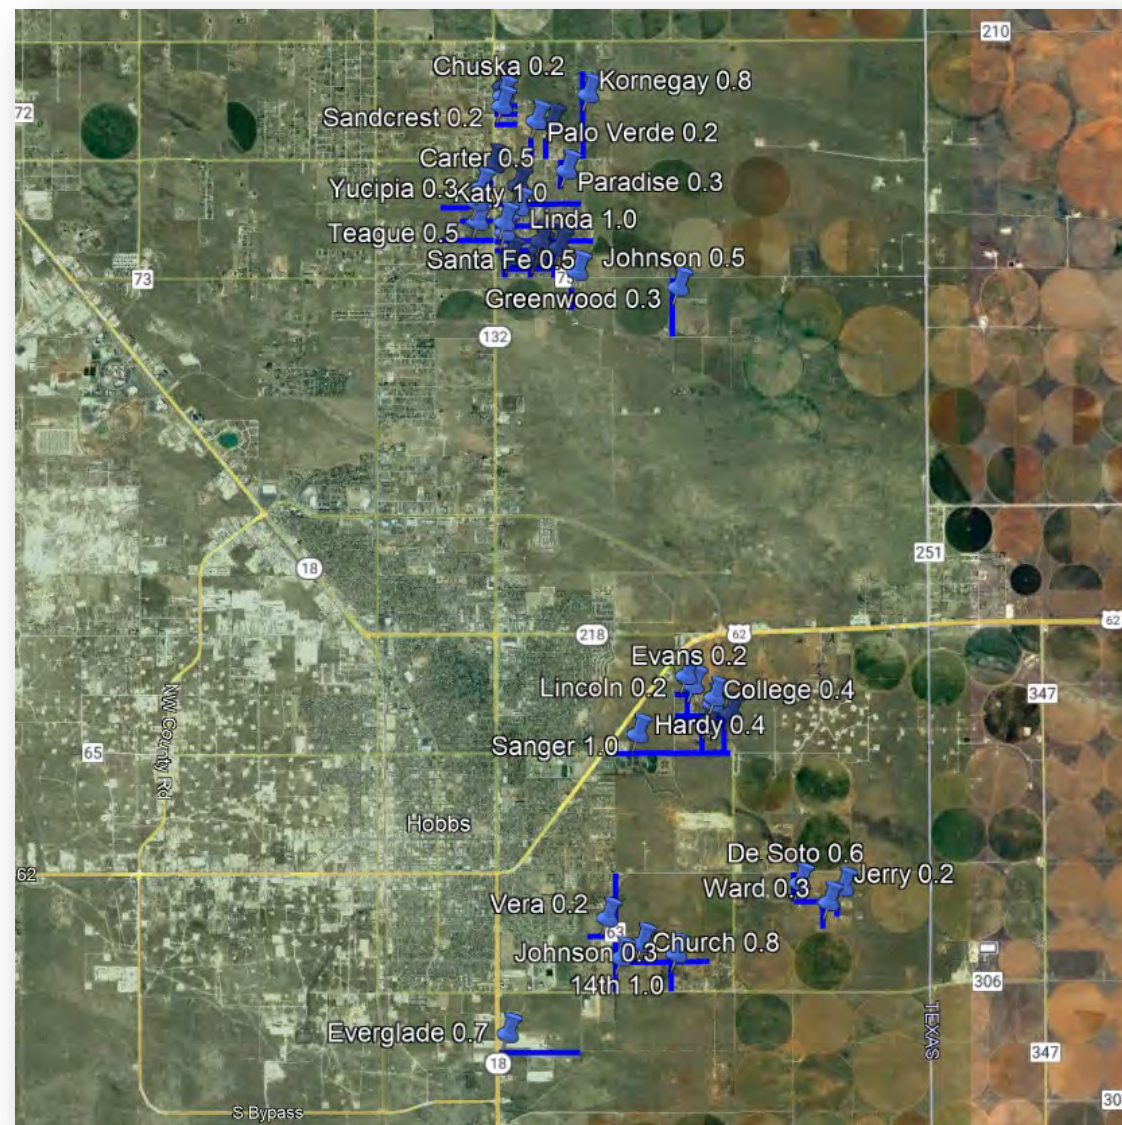 210
Chuska 0.2
Kornegay 0.8
72
Sandcrest 0.2
Palo Verde 0.2
Carter 0.5
Paradise 0.3
Yucipia 0.3
Katy 1.0
Linda 1.0
Teague 0.5
Santa Fe 0.5
Johnson 0.5
73
Greenwood 0.3
132
251
18
62
62
218
Evans 0.2
Lincoln 0.2
College 0.4
347
Hardy 0.4
NW County Rd
Sanger 1.0
65
Hobbs
De Soto 0.6
62
Ward 0.3
Jerry 0.2
Vera 0.2
63
Johnson 0.3
Church 0.8
14th 1.0
306
TEXAS
Everglade 0.7
18
347
S Bypass